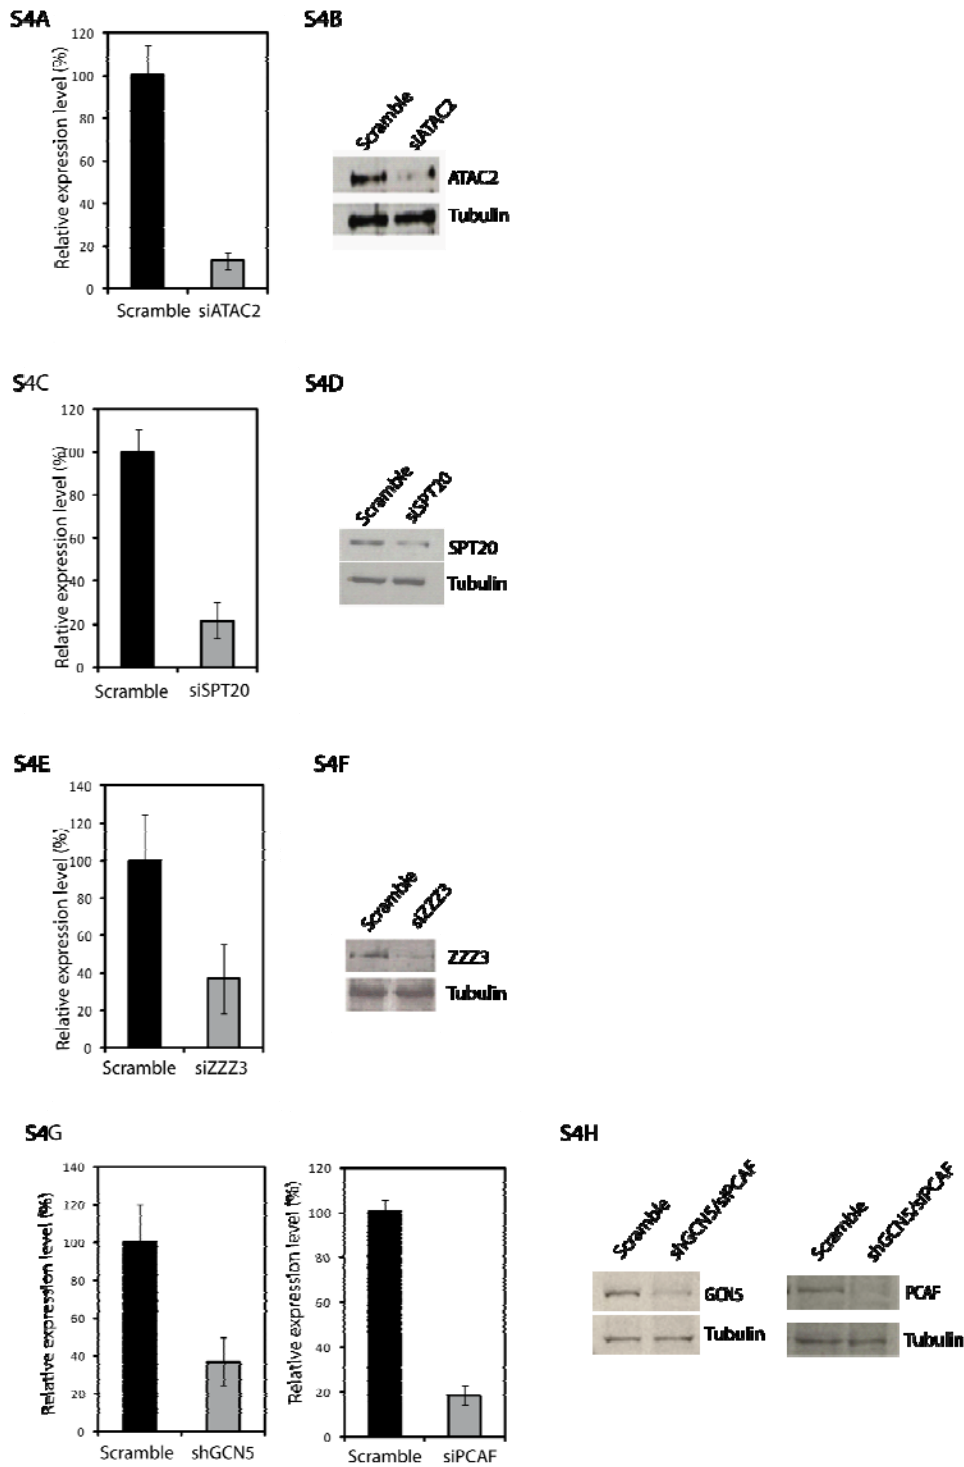 S4A
S4B
120
100
80
60
40
20
0
Relative expression level (%)
Scramble siATAC2
Scramble
siATAC2
ATAC2
Tubulin
S4C
S4D
120
100
80
60
40
20
0
Relative expression level (%)
Scramble siSPT20
Scramble
siSPT20
SPT20
Tubulin
S4E
S4F
140
120
100
80
60
40
20
0
Relative expression level (%)
Scramble siZZZ3
Scramble
siZZZ3
ZZZ3
Tubulin
S4G
S4H
140
120
100
80
60
40
20
0
Relative expression level (%)
Scramble shGCN5
120
100
80
60
40
20
0
Relative expression level (%)
Scramble siPCAF
Scramble
shGCN5/siPCAF
GCN5
Tubulin
Scramble
shGCN5/siPCAF
PCAF
Tubulin